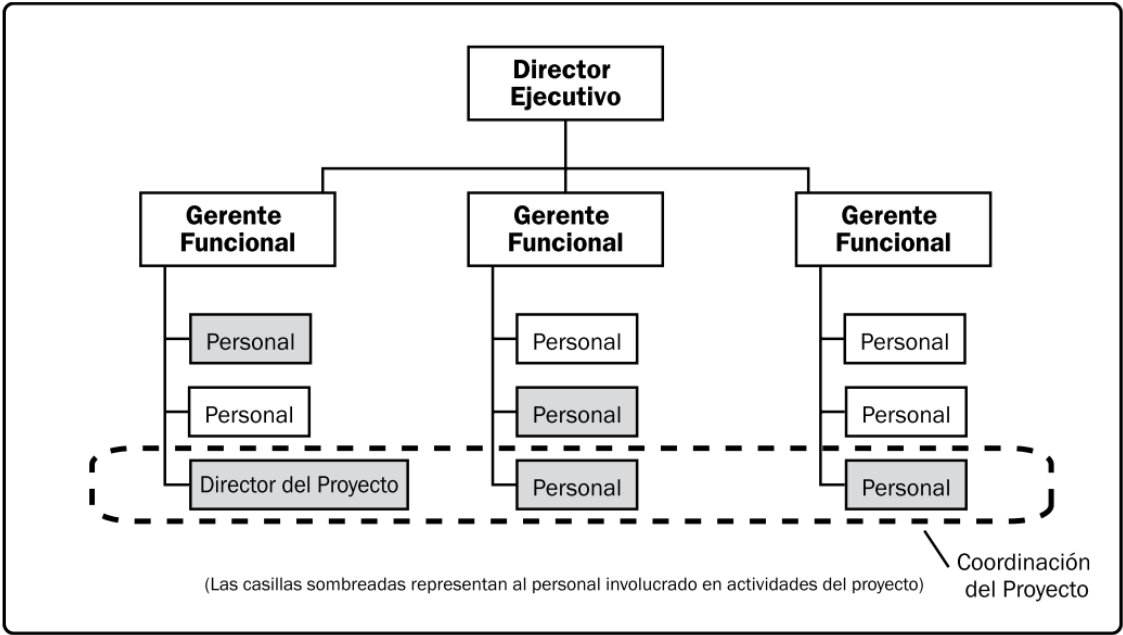 Director
Ejecutivo
Gerente
Funcional
Gerente
Funcional
Gerente
Funcional
Personal
Personal
Personal
Personal
Personal
Personal
Director del Proyecto
Personal
Personal
Coordinación
del Proyecto
(Las casillas sombreadas representan al personal involucrado en actividades del proyecto)